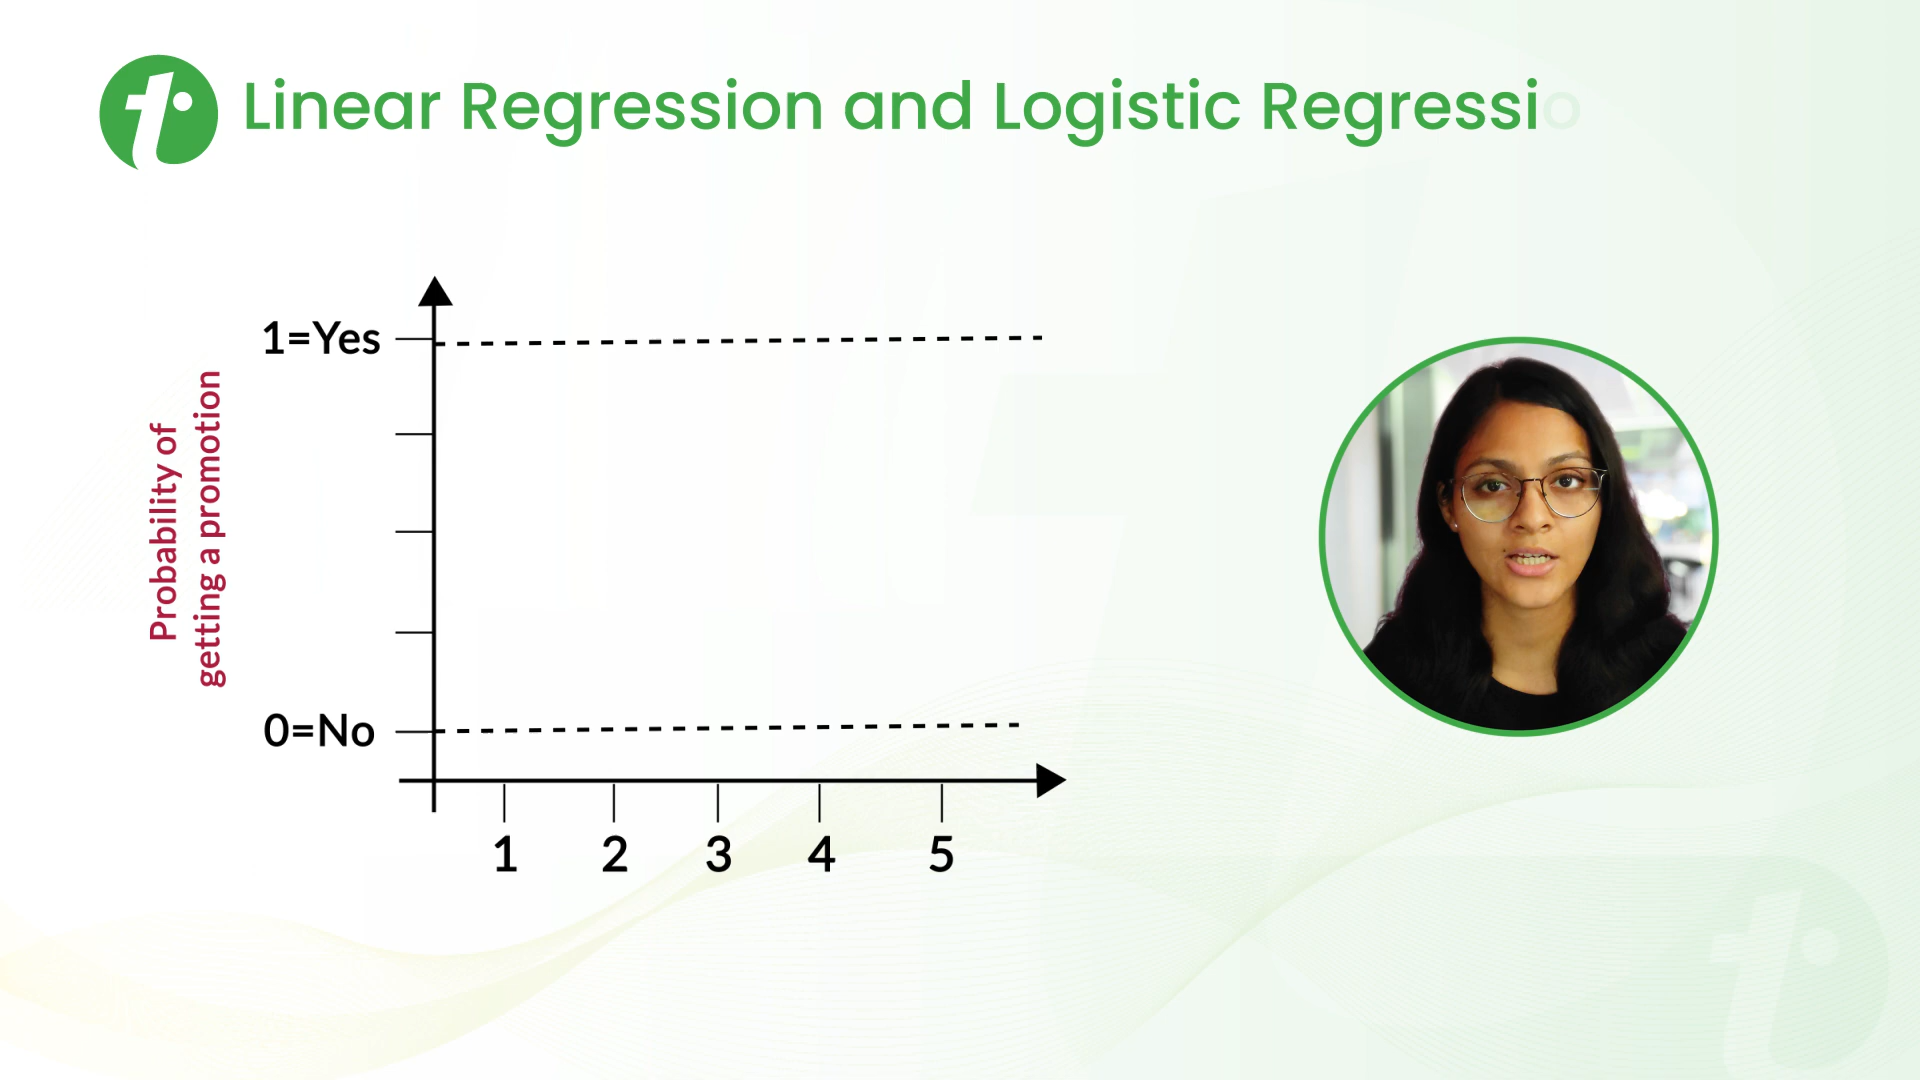 Linear Regression and Logistic Regressio
1=Yes
Probability of
getting a promotion
0=No
1 2 3 4 5